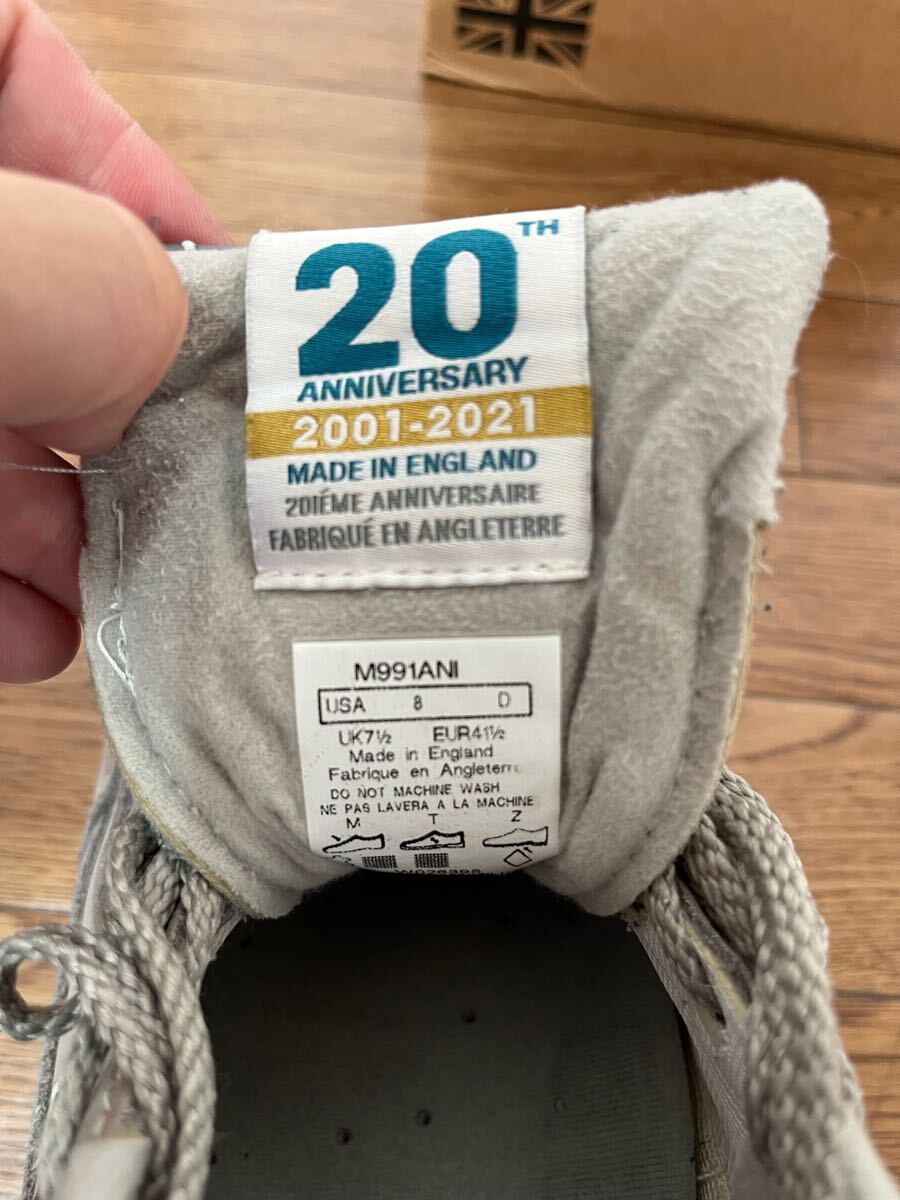 20TH
ANNIVERSARY
2001-2021
MADE IN ENGLAND
20IÉME ANNIVERSAIRE
FABRIQUÉ EN ANGLETERRE
M991ANI
USA 8 D
UK7½ EUR41½
Made in England
Fabrique en Angleterre
DO NOT MACHINE WASH
NE PAS LAVERA A LA MACHINE
M T Z